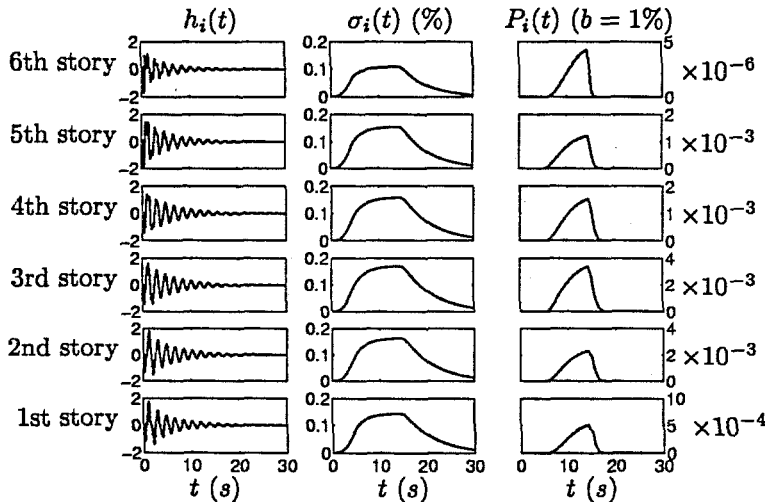 h_i(t) σ_i(t) (%) P_i(t) (b = 1%)
6th story 2 0 −2 0.2 0.1 0 5 0 ×10^−6
5th story 2 0 −2 0.2 0.1 0 2 1 0 ×10^−3
4th story 2 0 −2 0.2 0.1 0 2 1 0 ×10^−3
3rd story 2 0 −2 0.2 0.1 0 4 2 0 ×10^−3
2nd story 2 0 −2 0.2 0.1 0 4 2 0 ×10^−3
1st story 2 0 −2 0.2 0.1 0 10 5 0 ×10^−4
0 10 20 30 0 10 20 30 0 10 20 30
t (s) t (s) t (s)